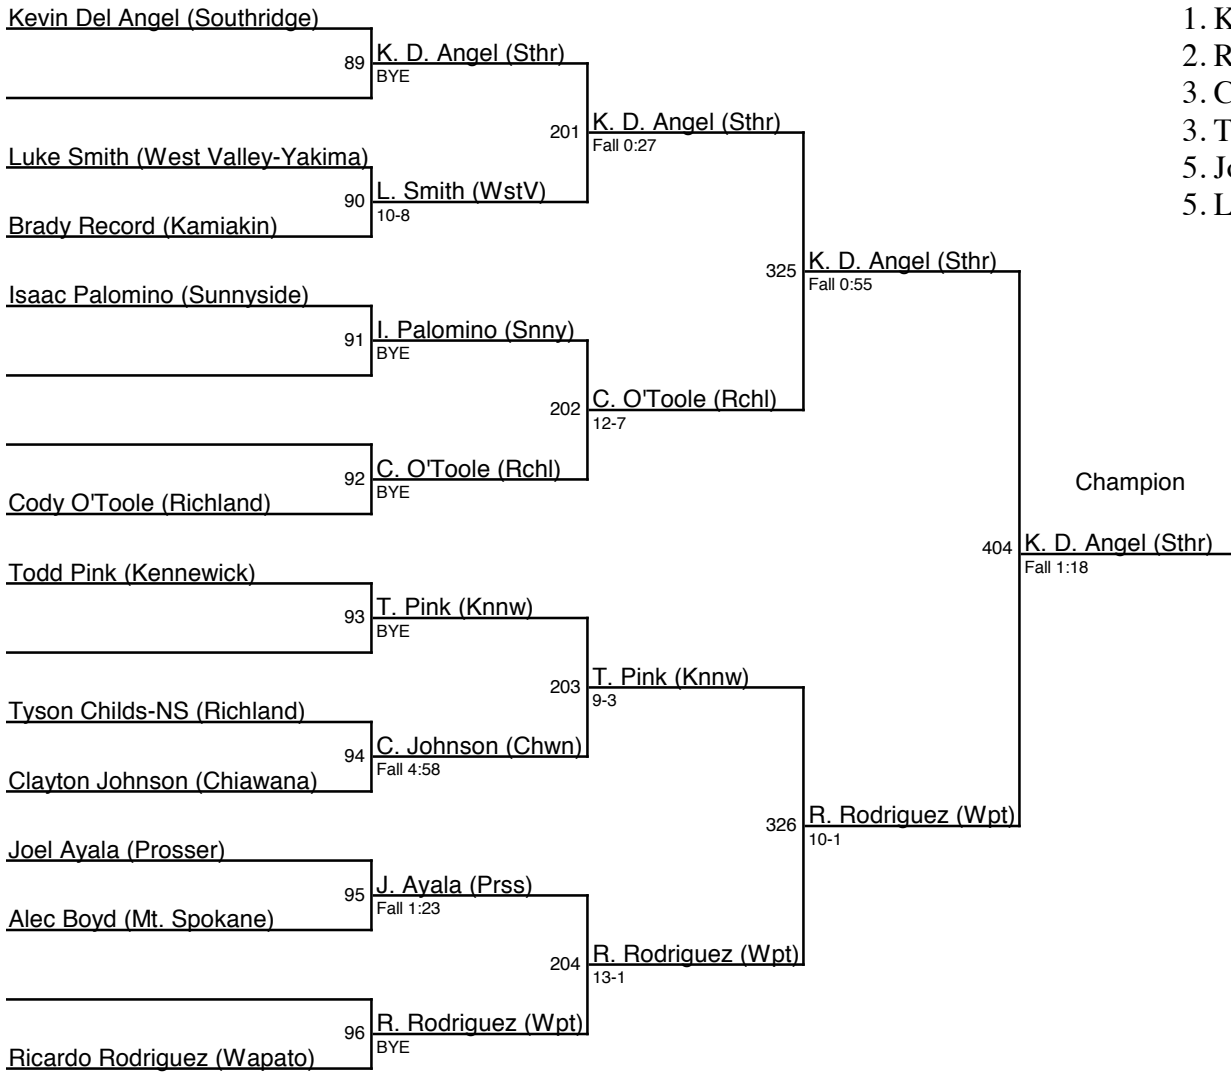 Kevin Del Angel (Southridge)
89
K. D. Angel (Sthr)
BYE
201
K. D. Angel (Sthr)
Fall 0:27
Luke Smith (West Valley-Yakima)
90
L. Smith (WstV)
10-8
Brady Record (Kamiakin)
325
K. D. Angel (Sthr)
Fall 0:55
Isaac Palomino (Sunnyside)
91
I. Palomino (Snny)
BYE
202
C. O'Toole (Rchl)
12-7
92
C. O'Toole (Rchl)
BYE
Cody O'Toole (Richland)
Champion
404
K. D. Angel (Sthr)
Fall 1:18
Todd Pink (Kennewick)
93
T. Pink (Knnw)
BYE
203
T. Pink (Knnw)
9-3
Tyson Childs-NS (Richland)
94
C. Johnson (Chwn)
Fall 4:58
Clayton Johnson (Chiawana)
326
R. Rodriguez (Wpt)
10-1
Joel Ayala (Prosser)
95
J. Ayala (Prss)
Fall 1:23
Alec Boyd (Mt. Spokane)
204
R. Rodriguez (Wpt)
13-1
96
R. Rodriguez (Wpt)
BYE
Ricardo Rodriguez (Wapato)
1. K
2. R
3.
3. T
5. Jo
5. L